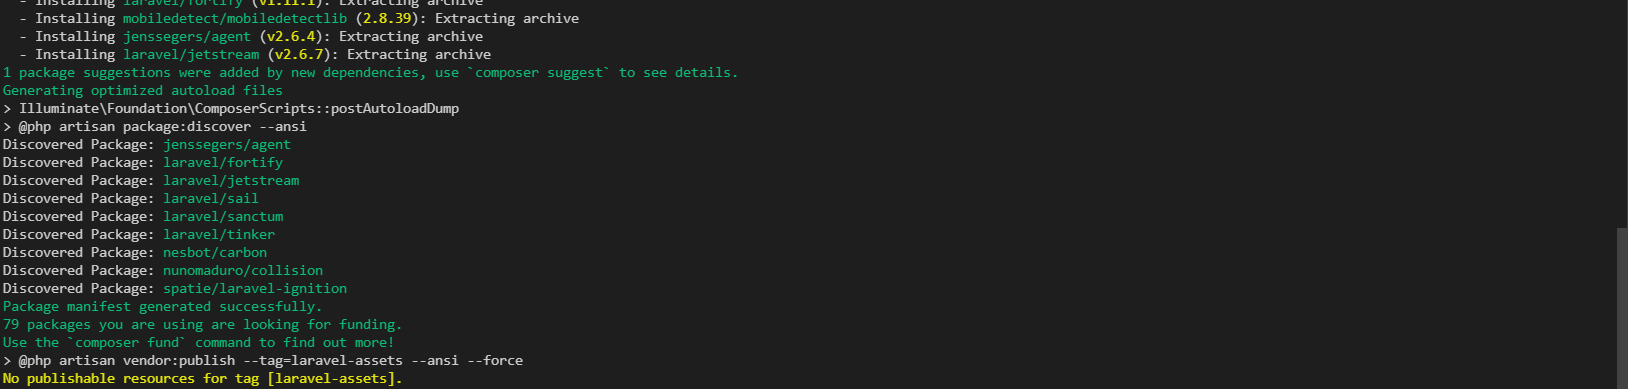 - Installing laravel/fortify (v1.11.1): Extracting archive
- Installing mobiledetect/mobiledetectlib (2.8.39): Extracting archive
- Installing jenssegers/agent (v2.6.4): Extracting archive
- Installing laravel/jetstream (v2.6.7): Extracting archive
1 package suggestions were added by new dependencies, use `composer suggest` to see details.
Generating optimized autoload files
> Illuminate\Foundation\ComposerScripts::postAutoloadDump
> @php artisan package:discover --ansi
Discovered Package: jenssegers/agent
Discovered Package: laravel/fortify
Discovered Package: laravel/jetstream
Discovered Package: laravel/sail
Discovered Package: laravel/sanctum
Discovered Package: laravel/tinker
Discovered Package: nesbot/carbon
Discovered Package: nunomaduro/collision
Discovered Package: spatie/laravel-ignition
Package manifest generated successfully.
79 packages you are using are looking for funding.
Use the `composer fund` command to find out more!
> @php artisan vendor:publish --tag=laravel-assets --ansi --force
No publishable resources for tag [laravel-assets].